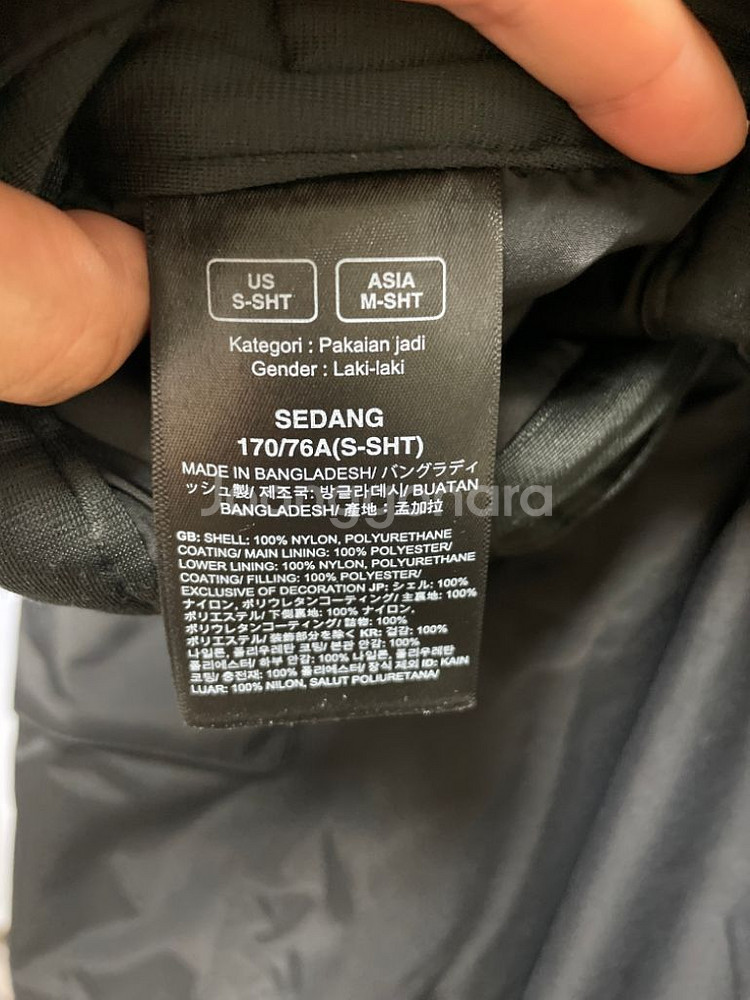 US
S-SHT
ASIA
M-SHT
Kategori : Pakaian jadi
Gender : Laki-laki
SEDANG
170/76A(S-SHT)
MADE IN BANGLADESH/ バングラディ
ッシュ製/ 제조국: 방글라데시/ BUATAN
BANGLADESH/ 產地：孟加拉
Joonggonara
GB: SHELL: 100% NYLON, POLYURETHANE
COATING/ MAIN LINING: 100% POLYESTER/
LOWER LINING: 100% NYLON, POLYURETHANE
COATING/ FILLING: 100% POLYESTER/
EXCLUSIVE OF DECORATION JP: シェル: 100%
ナイロン, ポリウレタンコーティング/ 主裏地: 100%
ポリエステル/ 下側裏地: 100% ナイロン,
ポリウレタンコーティング/ 詰物: 100%
ポリエステル/ 装飾部分を除く KR: 겉감: 100%
나일론, 폴리우레탄 코팅/ 본판 안감: 100%
폴리에스터/ 하부 안감: 100% 나일론, 폴리우레탄
코팅/ 충전재: 100% 폴리에스터/ 장식 제외 ID: KAIN
LUAR: 100% NILON, SALUT POLIURETANA/